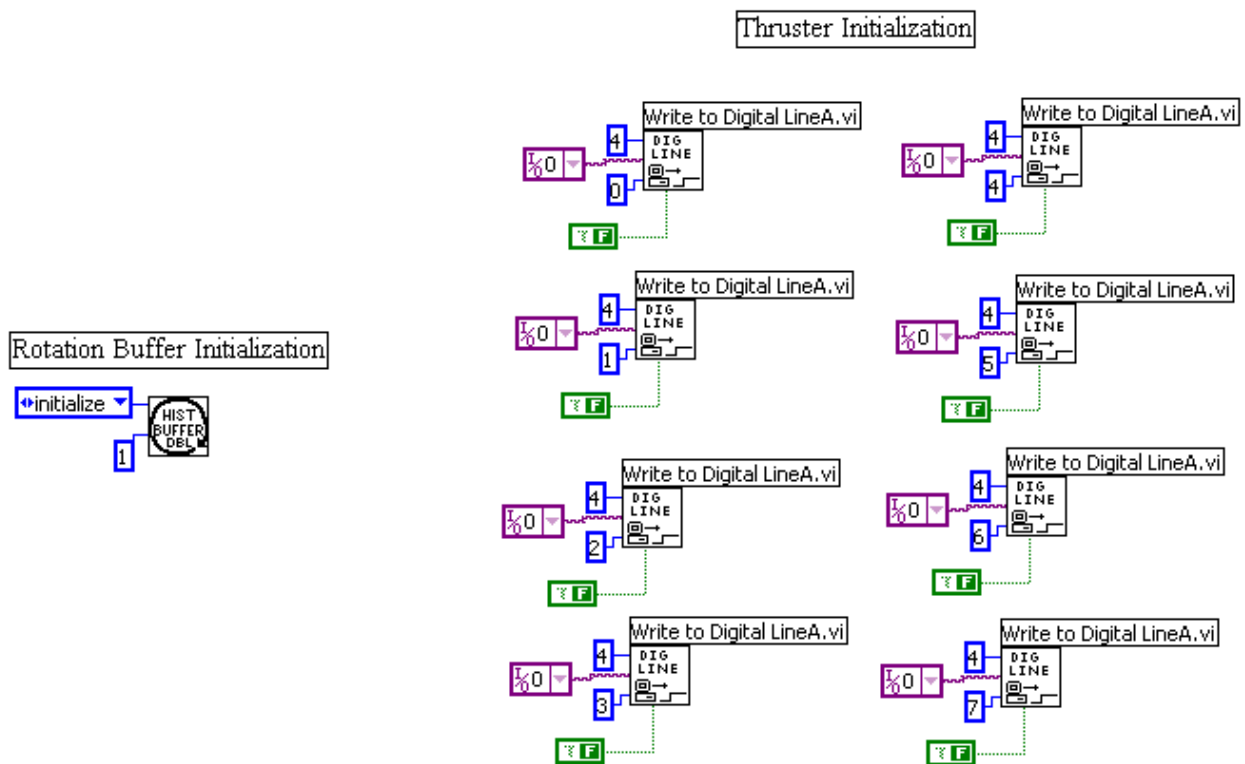 Thruster Initialization
Write to Digital LineA.vi
4
DIG
LINE
I/O 0
0
F
Write to Digital LineA.vi
4
DIG
LINE
I/O 0
4
F
Write to Digital LineA.vi
4
DIG
LINE
I/O 0
1
F
Write to Digital LineA.vi
4
DIG
LINE
I/O 0
5
F
Rotation Buffer Initialization
initialize
HIST
BUFFER
DBL
1
Write to Digital LineA.vi
4
DIG
LINE
I/O 0
2
F
Write to Digital LineA.vi
4
DIG
LINE
I/O 0
6
F
Write to Digital LineA.vi
4
DIG
LINE
I/O 0
3
F
Write to Digital LineA.vi
4
DIG
LINE
I/O 0
7
F